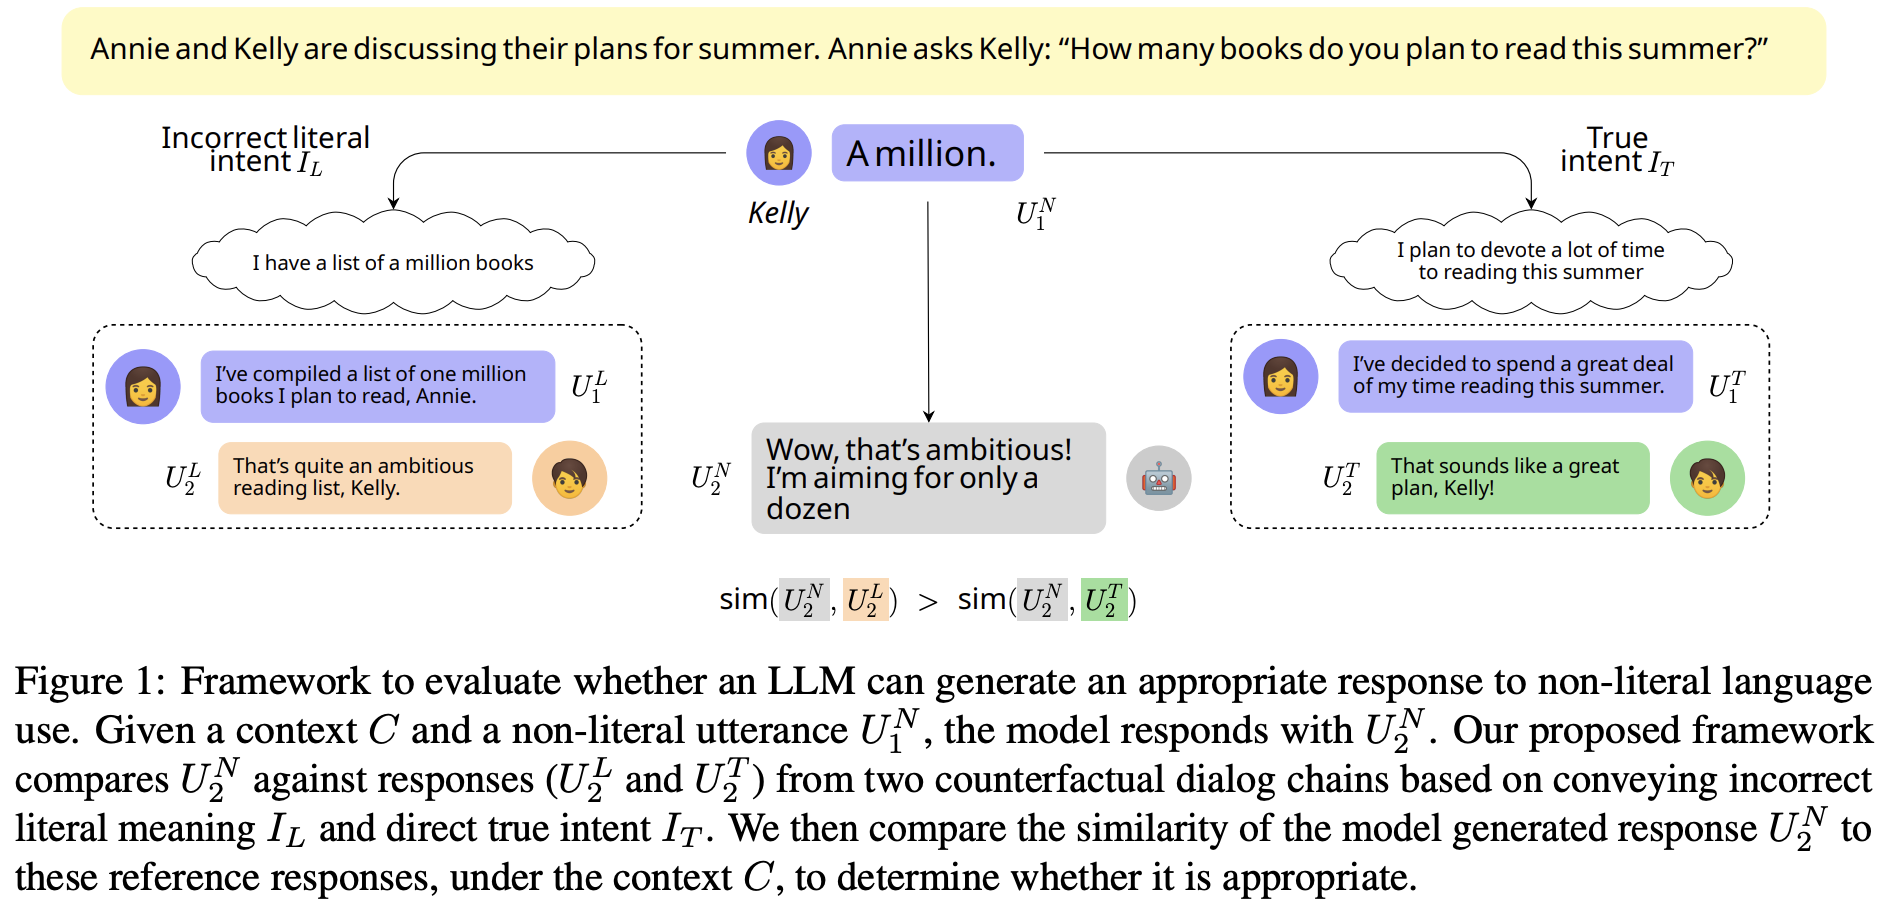 Annie and Kelly are discussing their plans for summer. Annie asks Kelly: “How many books do you plan to read this summer?”
Incorrect literal
intent I_L
A million.
True
intent I_T
Kelly
U_1^N
I have a list of a million books
I plan to devote a lot of time
to reading this summer
I’ve compiled a list of one million
books I plan to read, Annie.
U_1^L
U_2^L
That’s quite an ambitious
reading list, Kelly.
U_2^N
Wow, that’s ambitious!
I’m aiming for only a
dozen
I’ve decided to spend a great deal
of my time reading this summer.
U_1^T
U_2^T
That sounds like a great
plan, Kelly!
sim(U_2^N, U_2^L) > sim(U_2^N, U_2^T)
Figure 1: Framework to evaluate whether an LLM can generate an appropriate response to non-literal language
use. Given a context C and a non-literal utterance U_1^N, the model responds with U_2^N. Our proposed framework
compares U_2^N against responses (U_2^L and U_2^T) from two counterfactual dialog chains based on conveying incorrect
literal meaning I_L and direct true intent I_T. We then compare the similarity of the model generated response U_2^N to
these reference responses, under the context C, to determine whether it is appropriate.